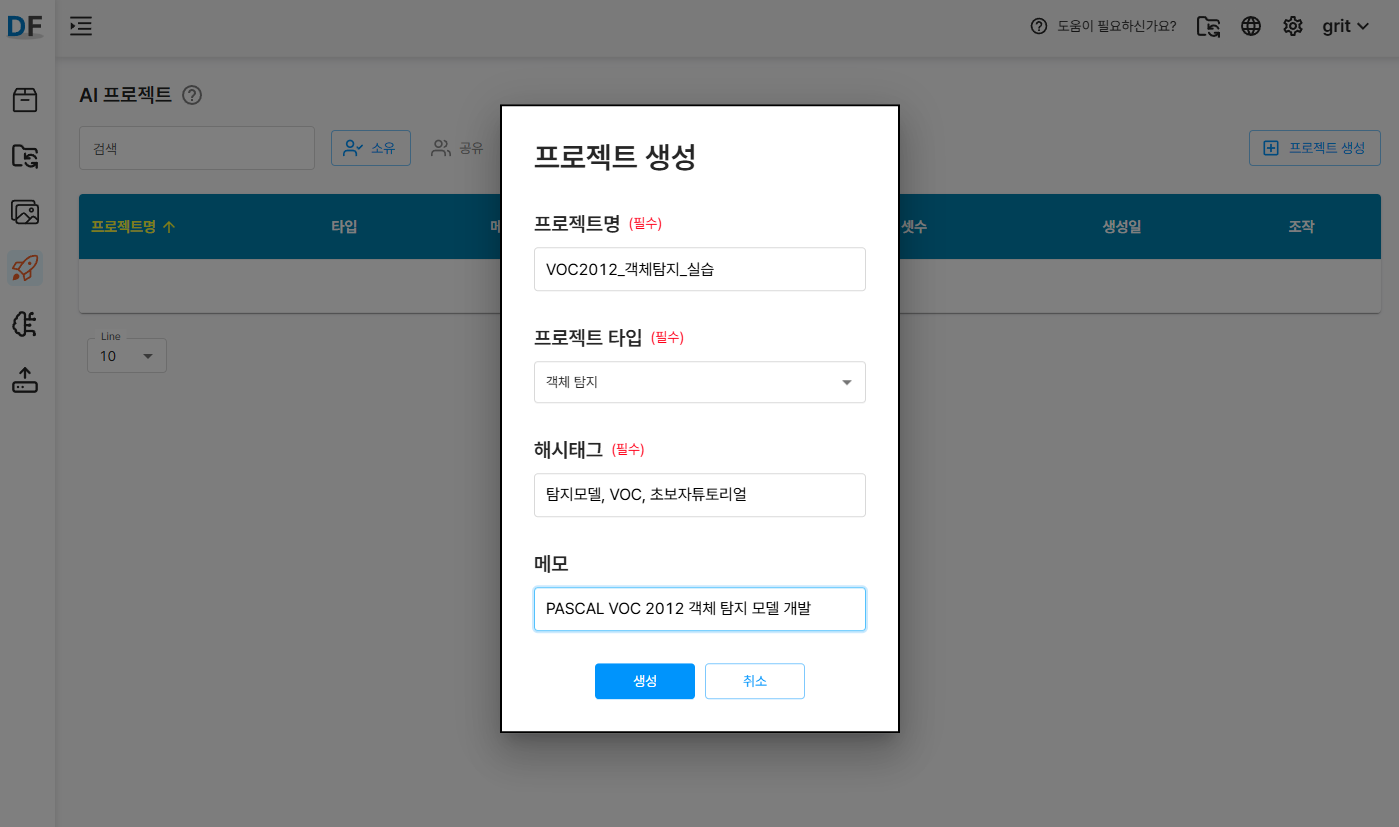 DF
도움이 필요하신가요?
grit
AI 프로젝트
검색
소유
공유
프로젝트 생성
프로젝트명
타입
메
셋수
생성일
조작
Line
10
프로젝트 생성
프로젝트명 (필수)
VOC2012_객체탐지_실습
프로젝트 타입 (필수)
객체 탐지
해시태그 (필수)
탐지모델, VOC, 초보자튜토리얼
메모
PASCAL VOC 2012 객체 탐지 모델 개발
생성
취소